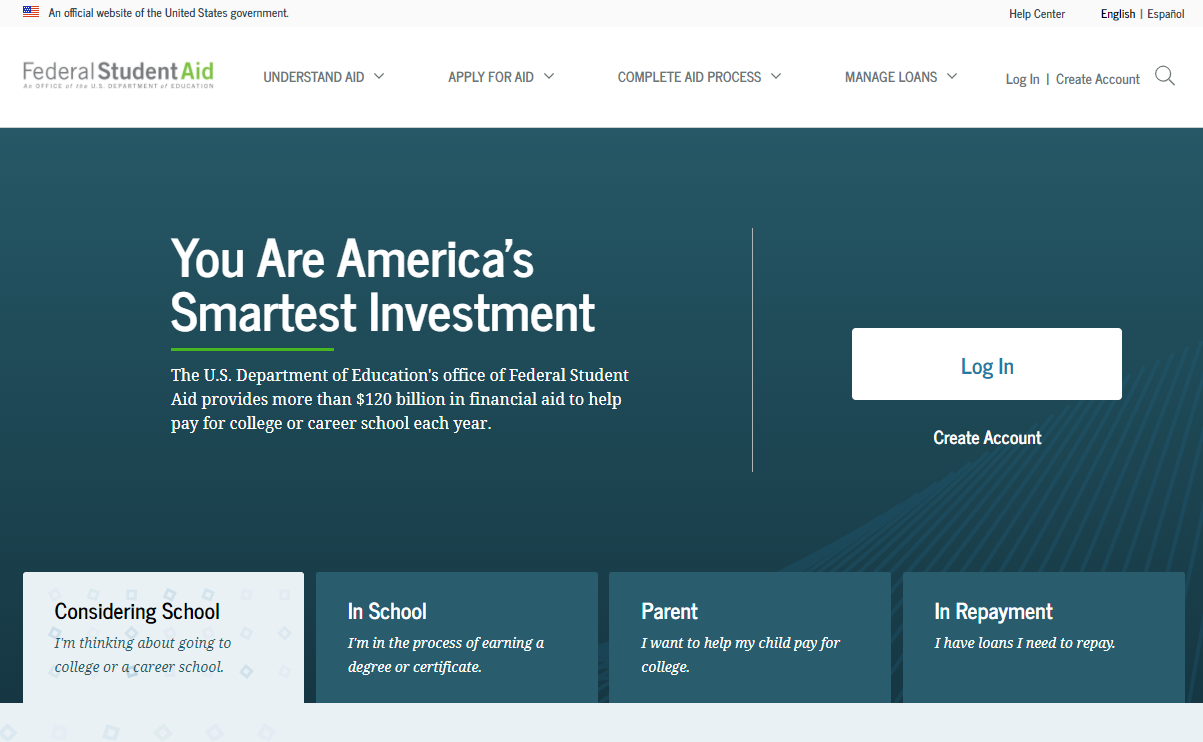 An official website of the United States government.
Help Center
English | Español
Federal Student Aid
An OFFICE of the U.S. DEPARTMENT of EDUCATION
UNDERSTAND AID
APPLY FOR AID
COMPLETE AID PROCESS
MANAGE LOANS
Log In | Create Account
You Are America's
Smartest Investment
The U.S. Department of Education's office of Federal Student
Aid provides more than $120 billion in financial aid to help
pay for college or career school each year.
Log In
Create Account
Considering School
I'm thinking about going to
college or a career school.
In School
I'm in the process of earning a
degree or certificate.
Parent
I want to help my child pay for
college.
In Repayment
I have loans I need to repay.